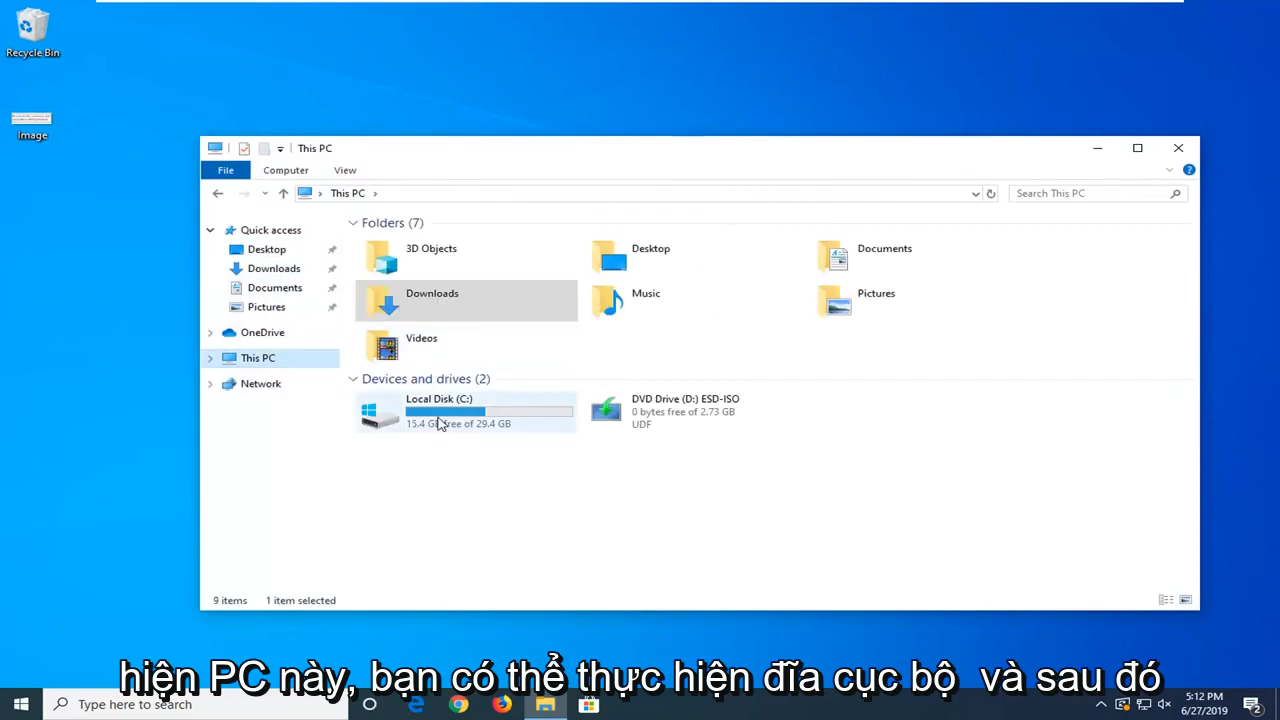 Recycle Bin
Image
This PC
File Computer View
This PC
Search This PC
Quick access
Desktop
Downloads
Documents
Pictures
OneDrive
This PC
Network
Folders (7)
3D Objects
Desktop
Documents
Downloads
Music
Pictures
Videos
Devices and drives (2)
Local Disk (C:)
15.4 GB free of 29.4 GB
DVD Drive (D:) ESD-ISO
0 bytes free of 2.73 GB
UDF
9 items 1 item selected
hiện PC này, bạn có thể thực hiện đĩa cục bộ và sau đó
Type here to search
5:12 PM
6/27/2019
2